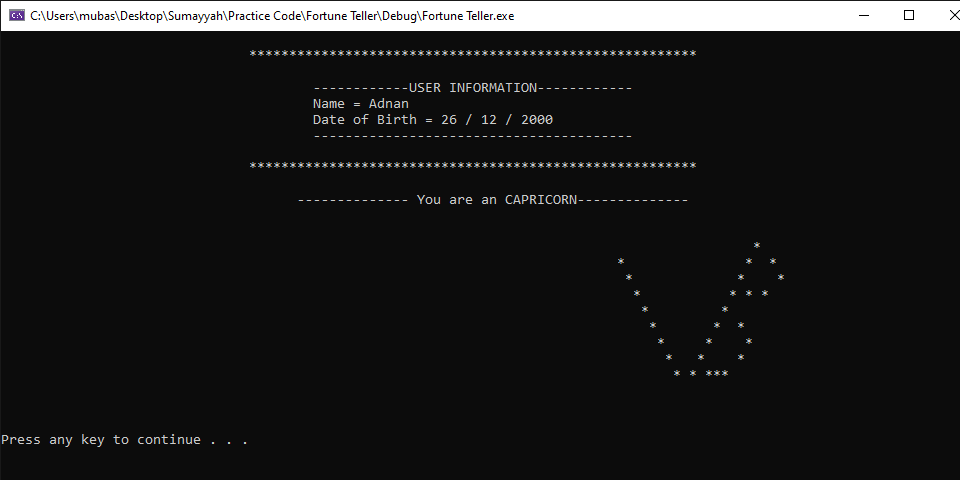 C:\Users\mubas\Desktop\Sumayyah\Practice Code\Fortune Teller\Debug\Fortune Teller.exe
********************************************************
------------USER INFORMATION------------
Name = Adnan
Date of Birth = 26 / 12 / 2000
----------------------------------------
********************************************************
-------------- You are an CAPRICORN--------------
*
* * *
* * *
* * * *
* *
* * *
* * *
* * *
* * ***
Press any key to continue . . .